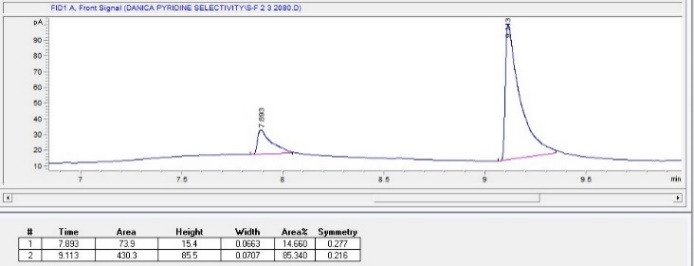 FID1 A, Front Signal (DANICA PYRIDINE SELECTIVITY\S-F 2 3 2080.D)
pA
90
80
70
60
50
40
30
20
10
7.893
9.113
7 7.5 8 8.5 9 9.5 min
# Time Area Height Width Area% Symmetry
1 7.893 73.9 15.4 0.0663 14.660 0.277
2 9.113 430.3 85.5 0.0707 85.340 0.216